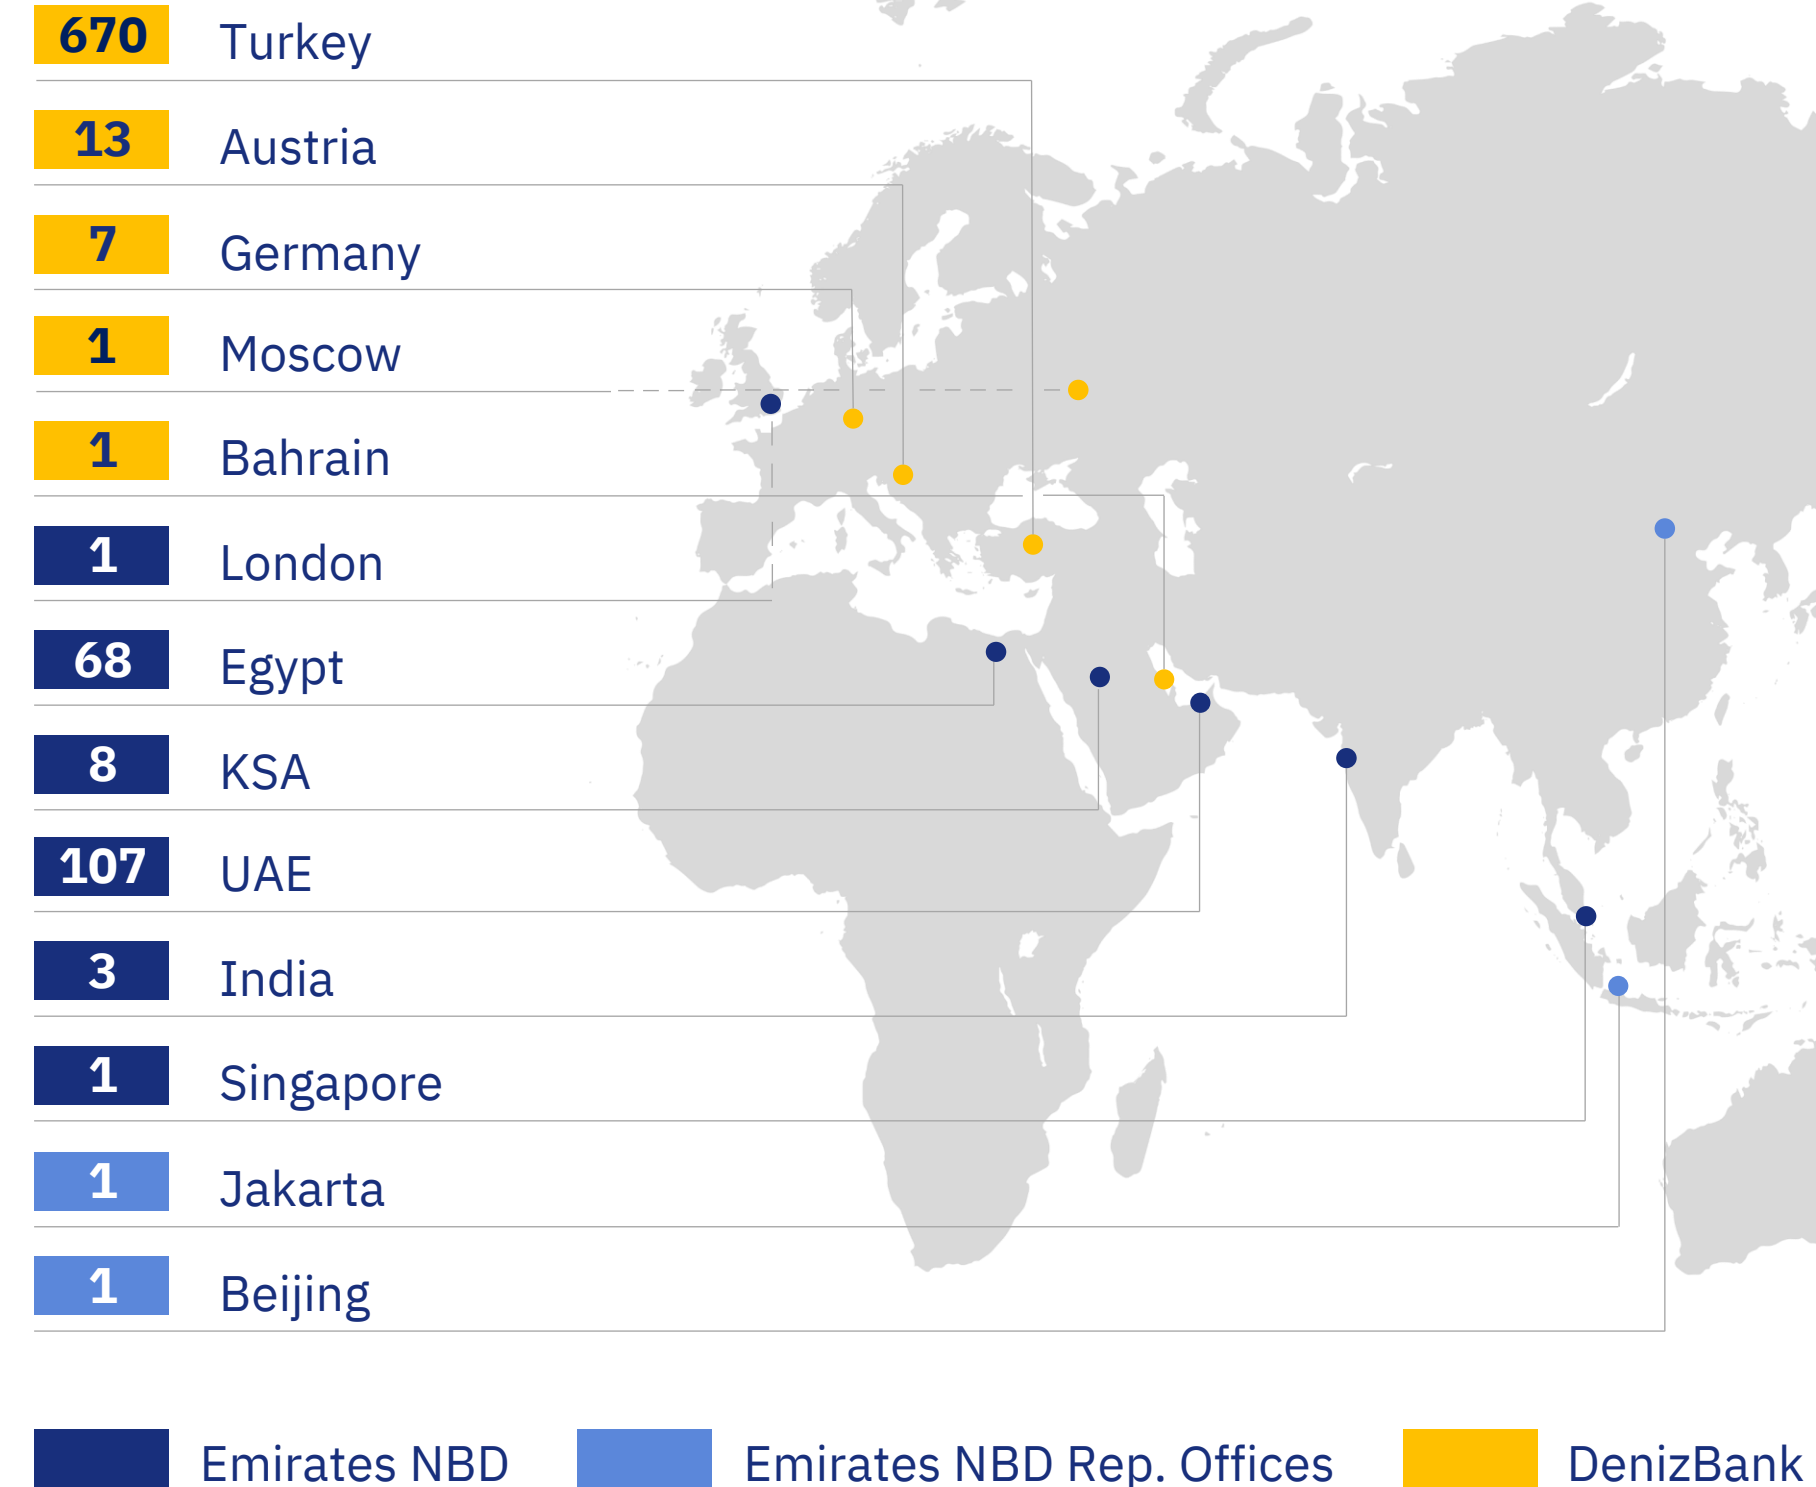 670 Turkey
13 Austria
7 Germany
1 Moscow
1 Bahrain
1 London
68 Egypt
8 KSA
107 UAE
3 India
1 Singapore
1 Jakarta
1 Beijing
Emirates NBD Emirates NBD Rep. Offices DenizBank